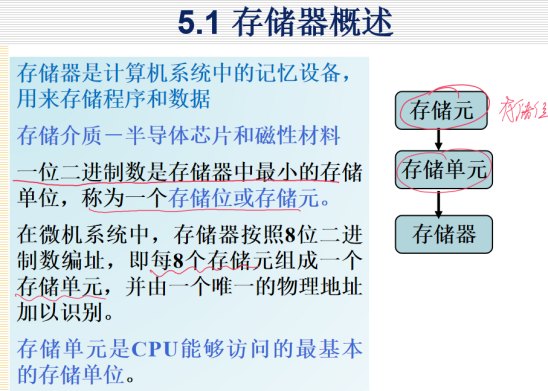 5.1 存储器概述
存储器是计算机系统中的记忆设备，
用来存储程序和数据
存储介质－半导体芯片和磁性材料
一位二进制数是存储器中最小的存储
单位，称为一个存储位或存储元。
在微机系统中，存储器按照8位二进
制数编址，即每8个存储元组成一个
存储单元，并由一个唯一的物理地址
加以识别。
存储单元是CPU能够访问的最基本
的存储单位。
存储元
存储位
存储单元
存储器